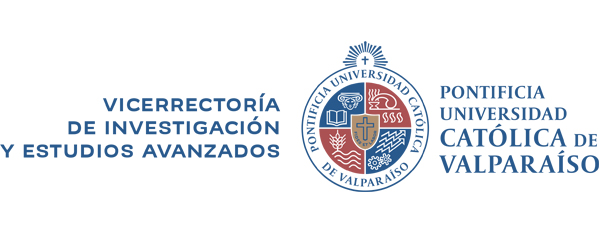 VICERRECTORÍA
DE INVESTIGACIÓN
Y ESTUDIOS AVANZADOS
PONTIFICIA UNIVERSIDAD CATÓLICA
DE VALPARAÍSO
PONTIFICIA
UNIVERSIDAD
CATÓLICA DE
VALPARAÍSO